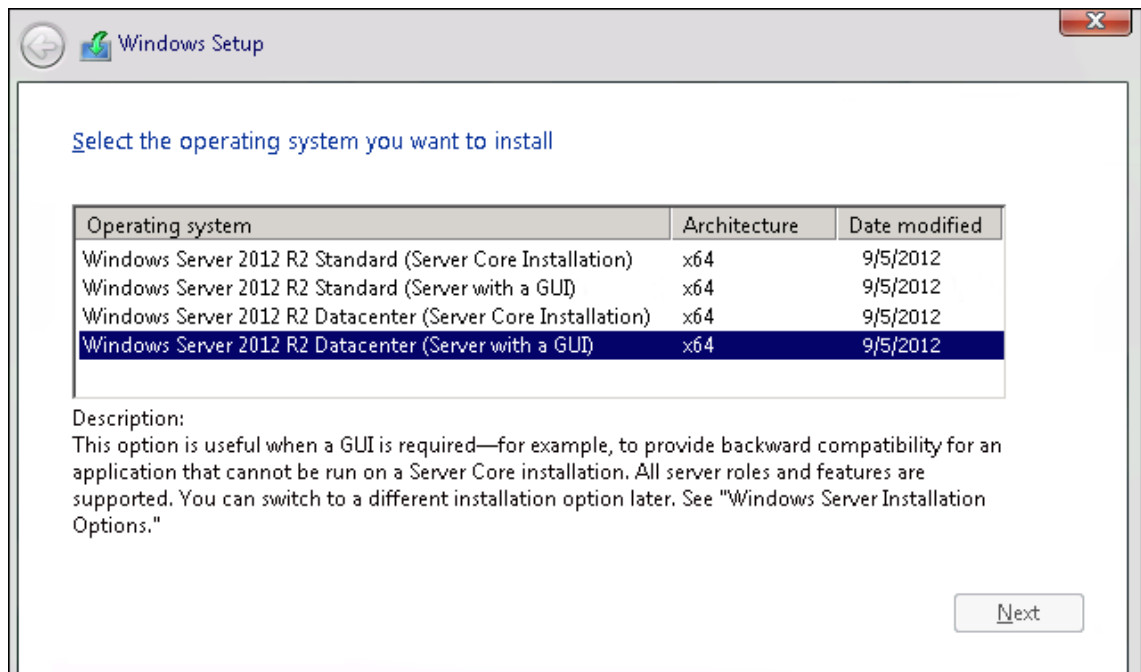 Windows Setup
X
Select the operating system you want to install
Operating system Architecture Date modified
Windows Server 2012 R2 Standard (Server Core Installation) x64 9/5/2012
Windows Server 2012 R2 Standard (Server with a GUI) x64 9/5/2012
Windows Server 2012 R2 Datacenter (Server Core Installation) x64 9/5/2012
Windows Server 2012 R2 Datacenter (Server with a GUI) x64 9/5/2012
Description:
This option is useful when a GUI is required—for example, to provide backward compatibility for an
application that cannot be run on a Server Core installation. All server roles and features are
supported. You can switch to a different installation option later. See "Windows Server Installation
Options."
Next